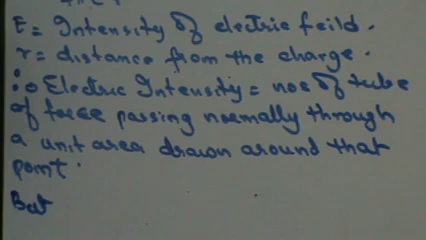 E = Intensity of electric feild.
r = distance from the charge.
∴ Electric Intensity = nos of tube
of force passing normally through
a unit area drawn around that
point.
But